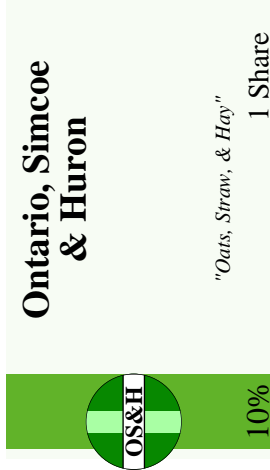 Ontario, Simcoe
& Huron
"Oats, Straw, & Hay"
1 Share
OS&H
10%